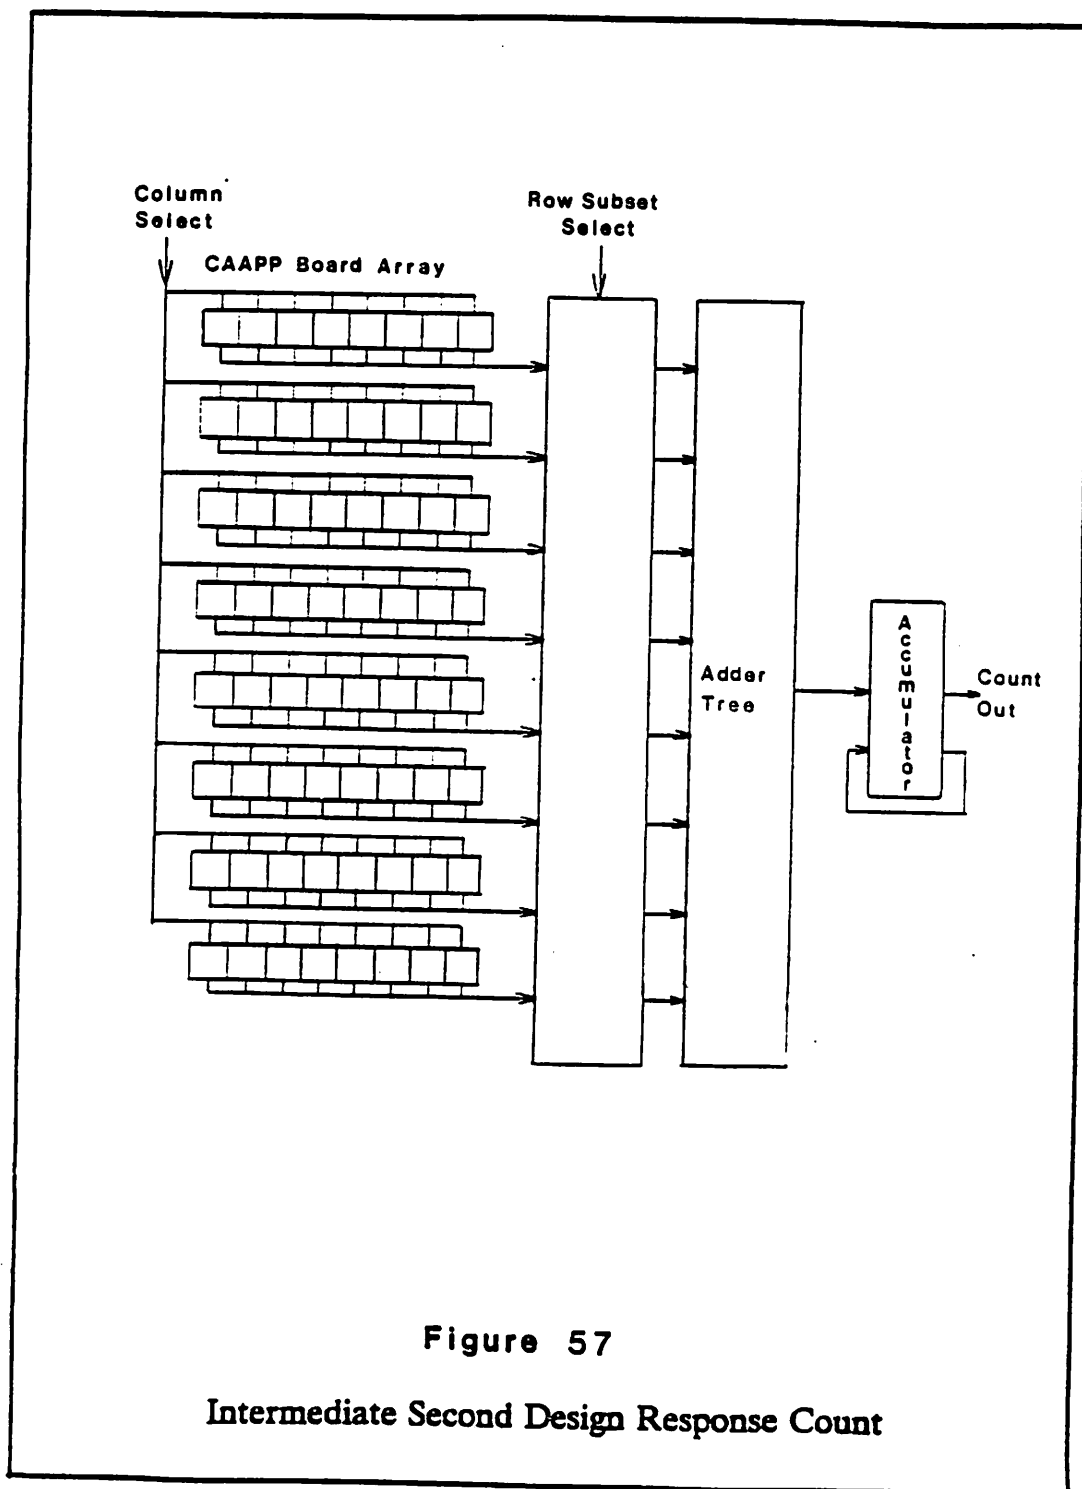 Column
Select
Row Subset
Select
CAAPP Board Array
Adder
Tree
Accumulator
Count
Out
Figure 57
Intermediate Second Design Response Count